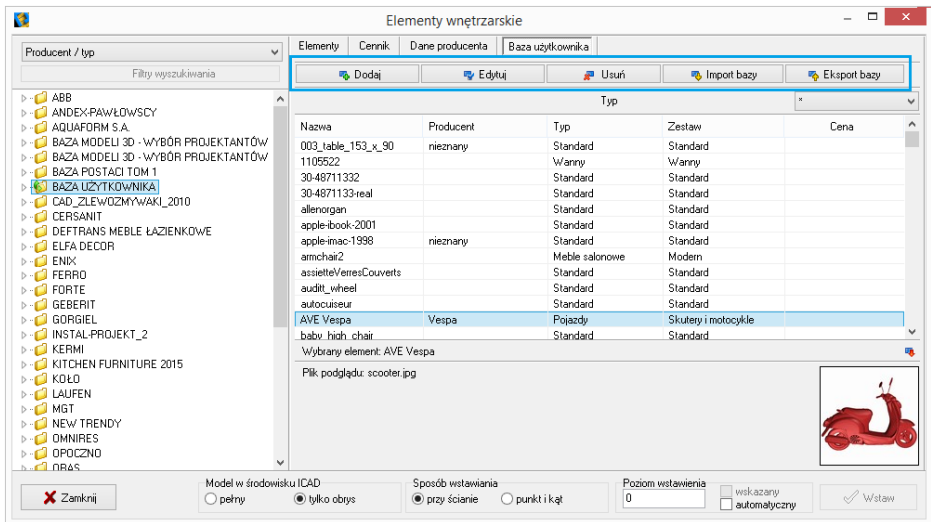 Elementy wnętrzarskie
Producent / typ
Filtry wyszukiwania
ABB
ANDEX-PAWŁOWSCY
AQUAFORM S.A.
BAZA MODELI 3D - WYBÓR PROJEKTANTÓW
BAZA MODELI 3D - WYBÓR PROJEKTANTÓW
BAZA POSTACI TOM 1
BAZA UŻYTKOWNIKA
CAD_ZLEWOZMYWAKI_2010
CERSANIT
DEFTRANS MEBLE ŁAZIENKOWE
ELFA DECOR
ENIX
FERRO
FORTE
GEBERIT
GORGIEL
INSTAL-PROJEKT_2
KERMI
KITCHEN FURNITURE 2015
KOŁO
LAUFEN
MGT
NEW TRENDY
OMNIRES
OPOCZNO
ORAS
Elementy Cennik Dane producenta Baza użytkownika
Dodaj Edytuj Usuń Import bazy Eksport bazy
Typ *
Nazwa Producent Typ Zestaw Cena
003_table_153_x_90 nieznany Standard Standard
1105522 Wanny Wanny
30-48711332 Standard Standard
30-4871133-real Standard Standard
allenorgan Standard Standard
apple-ibook-2001 Standard Standard
apple-imac-1998 nieznany Standard Standard
armchair2 Meble salonowe Modern
assietteVerresCouverts Standard Standard
auditt_wheel Standard Standard
autocuiseur Standard Standard
AVE Vespa Vespa Pojazdy Skutery i motocykle
baby_high_chair Standard Standard
Wybrany element: AVE Vespa
Plik podglądu: scooter.jpg
Zamknij
Model w środowisku ICAD
pełny tylko obrys
Sposób wstawiania
przy ścianie punkt i kąt
Poziom wstawienia
0
wskazany
automatyczny
Wstaw